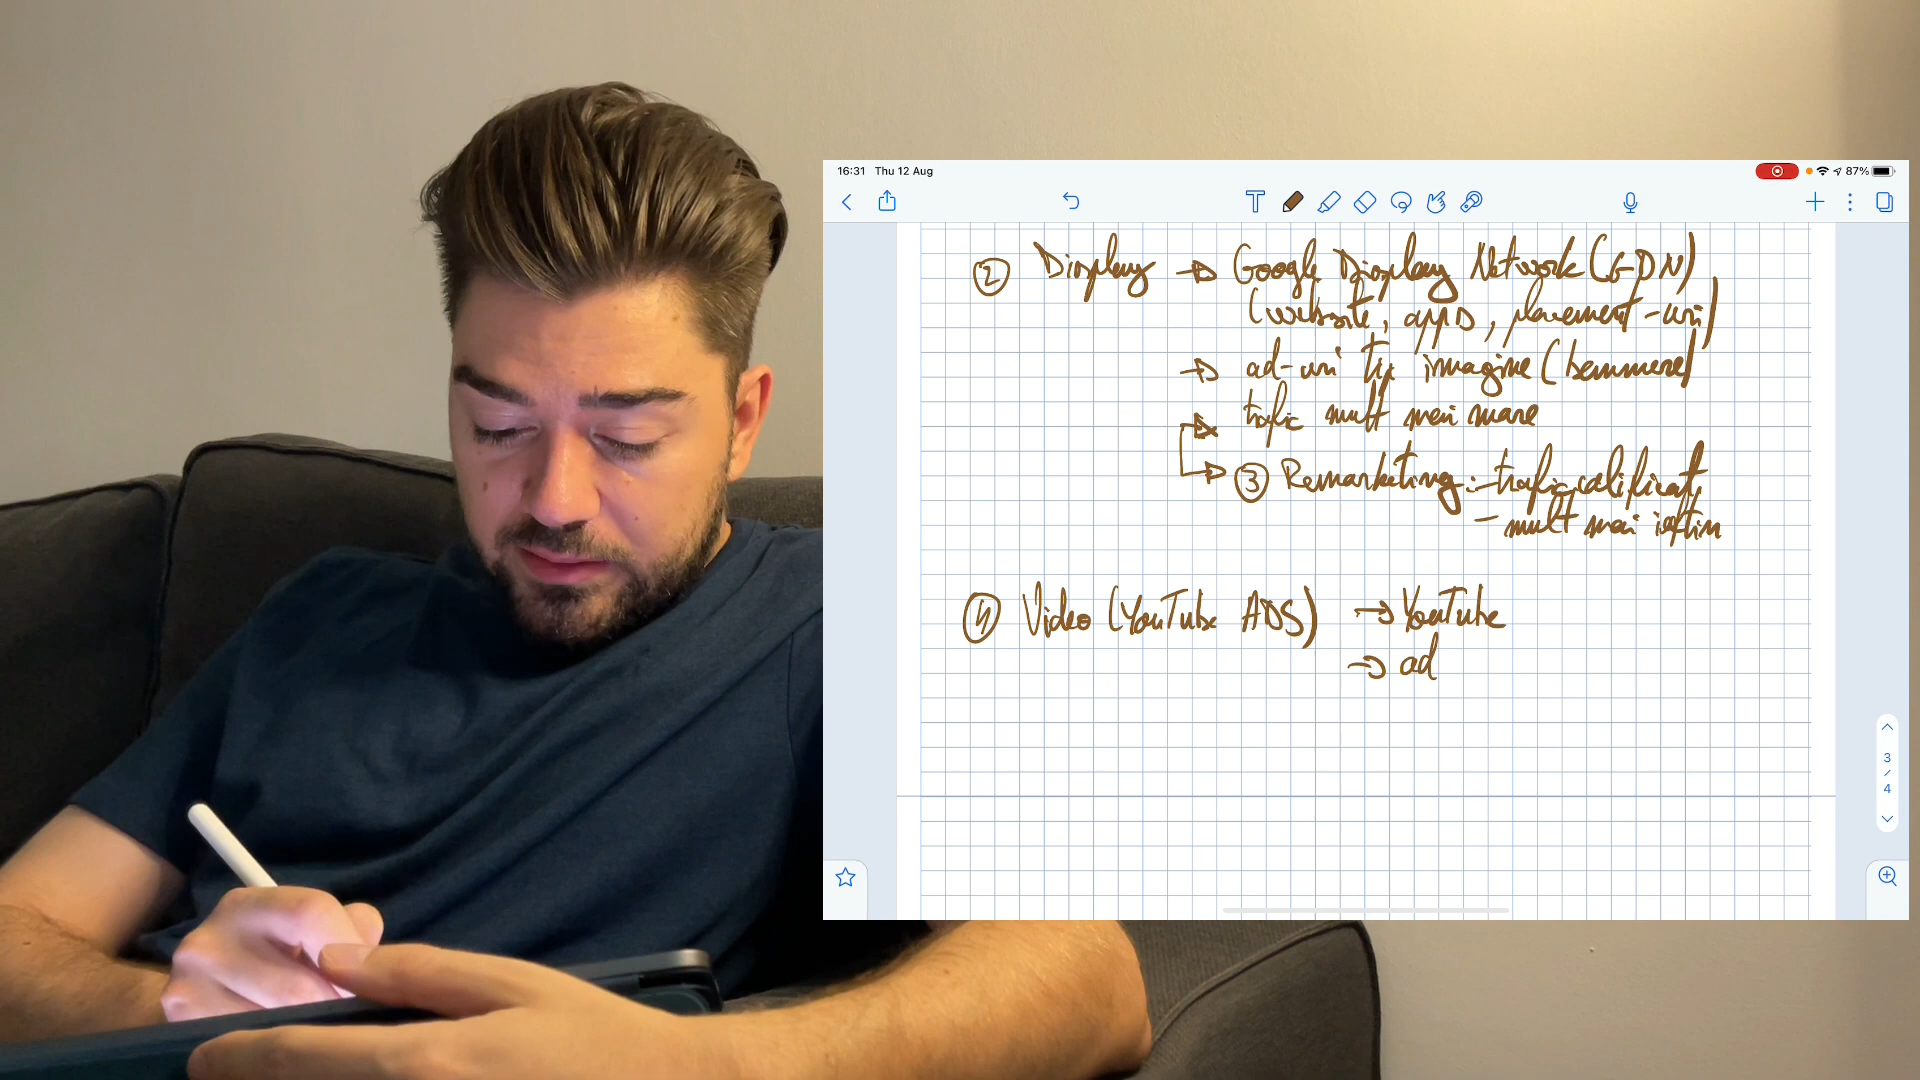 16:31 Thu 12 Aug 87%
② Display → Google Display Network (GDN)
(website, apps, placement-uri)
→ ad-uri tip imagine (bannere)
→ trafic mult mai mare
→ ③ Remarketing: - trafic calificat
- mult mai ieftin
④ Video (YouTube ADS) → YouTube
→ ad
3
/
4